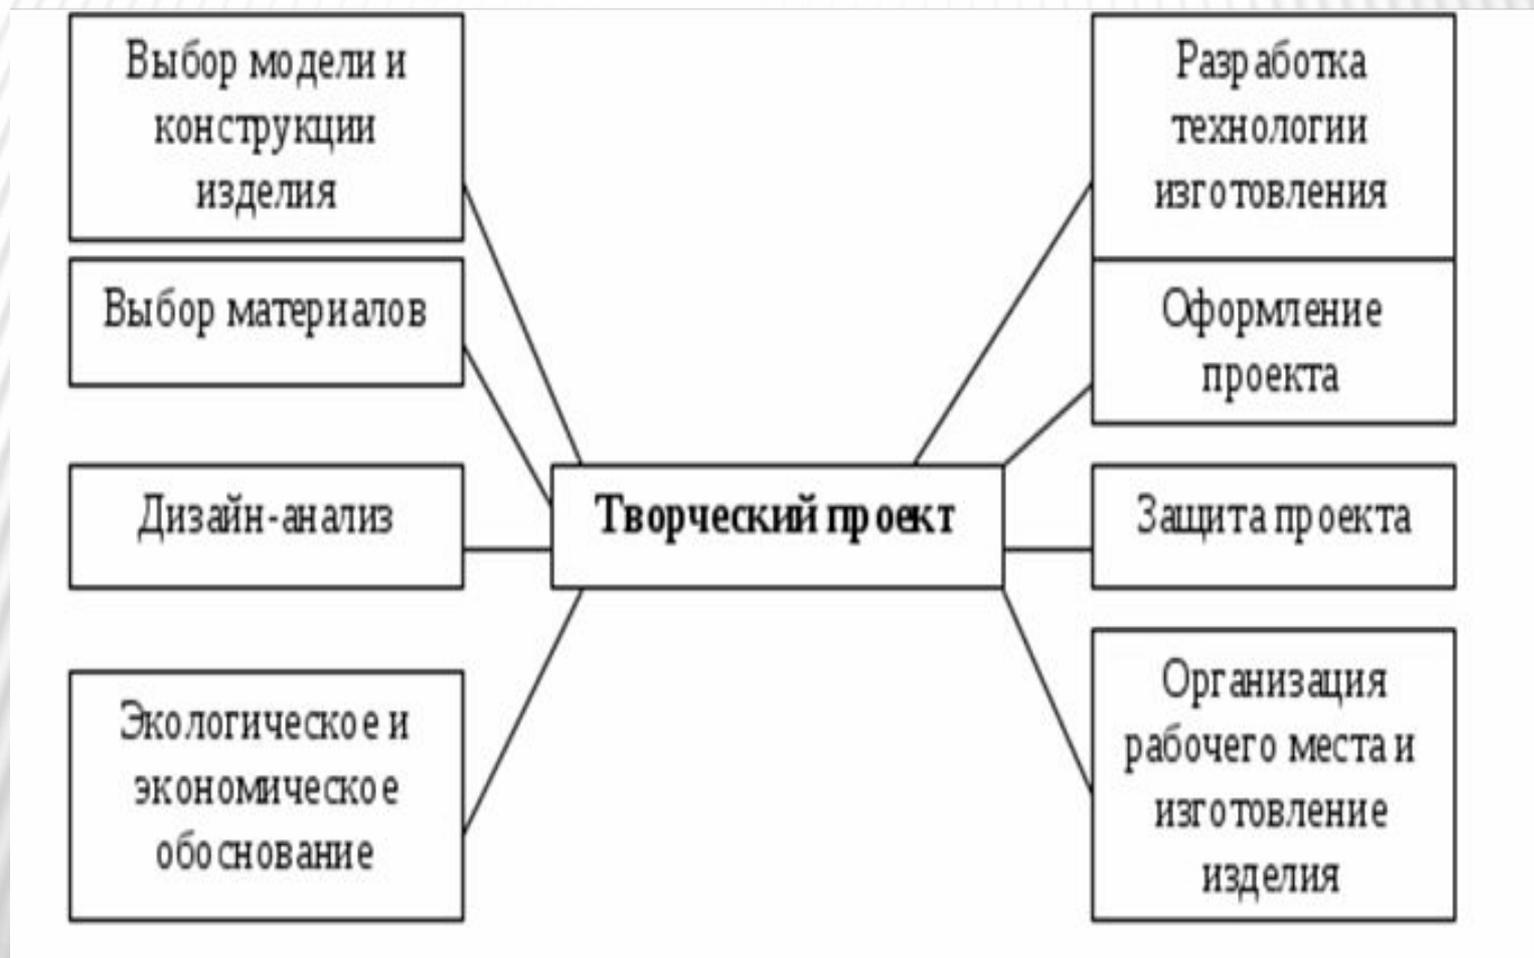 Выбор модели и
конструкции
изделия
Выбор материалов
Дизайн-анализ
Экологическое и
экономическое
обоснование
Творческий проект
Разработка
технологии
изготовления
Оформление
проекта
Защита проекта
Организация
рабочего места и
изготовление
изделия